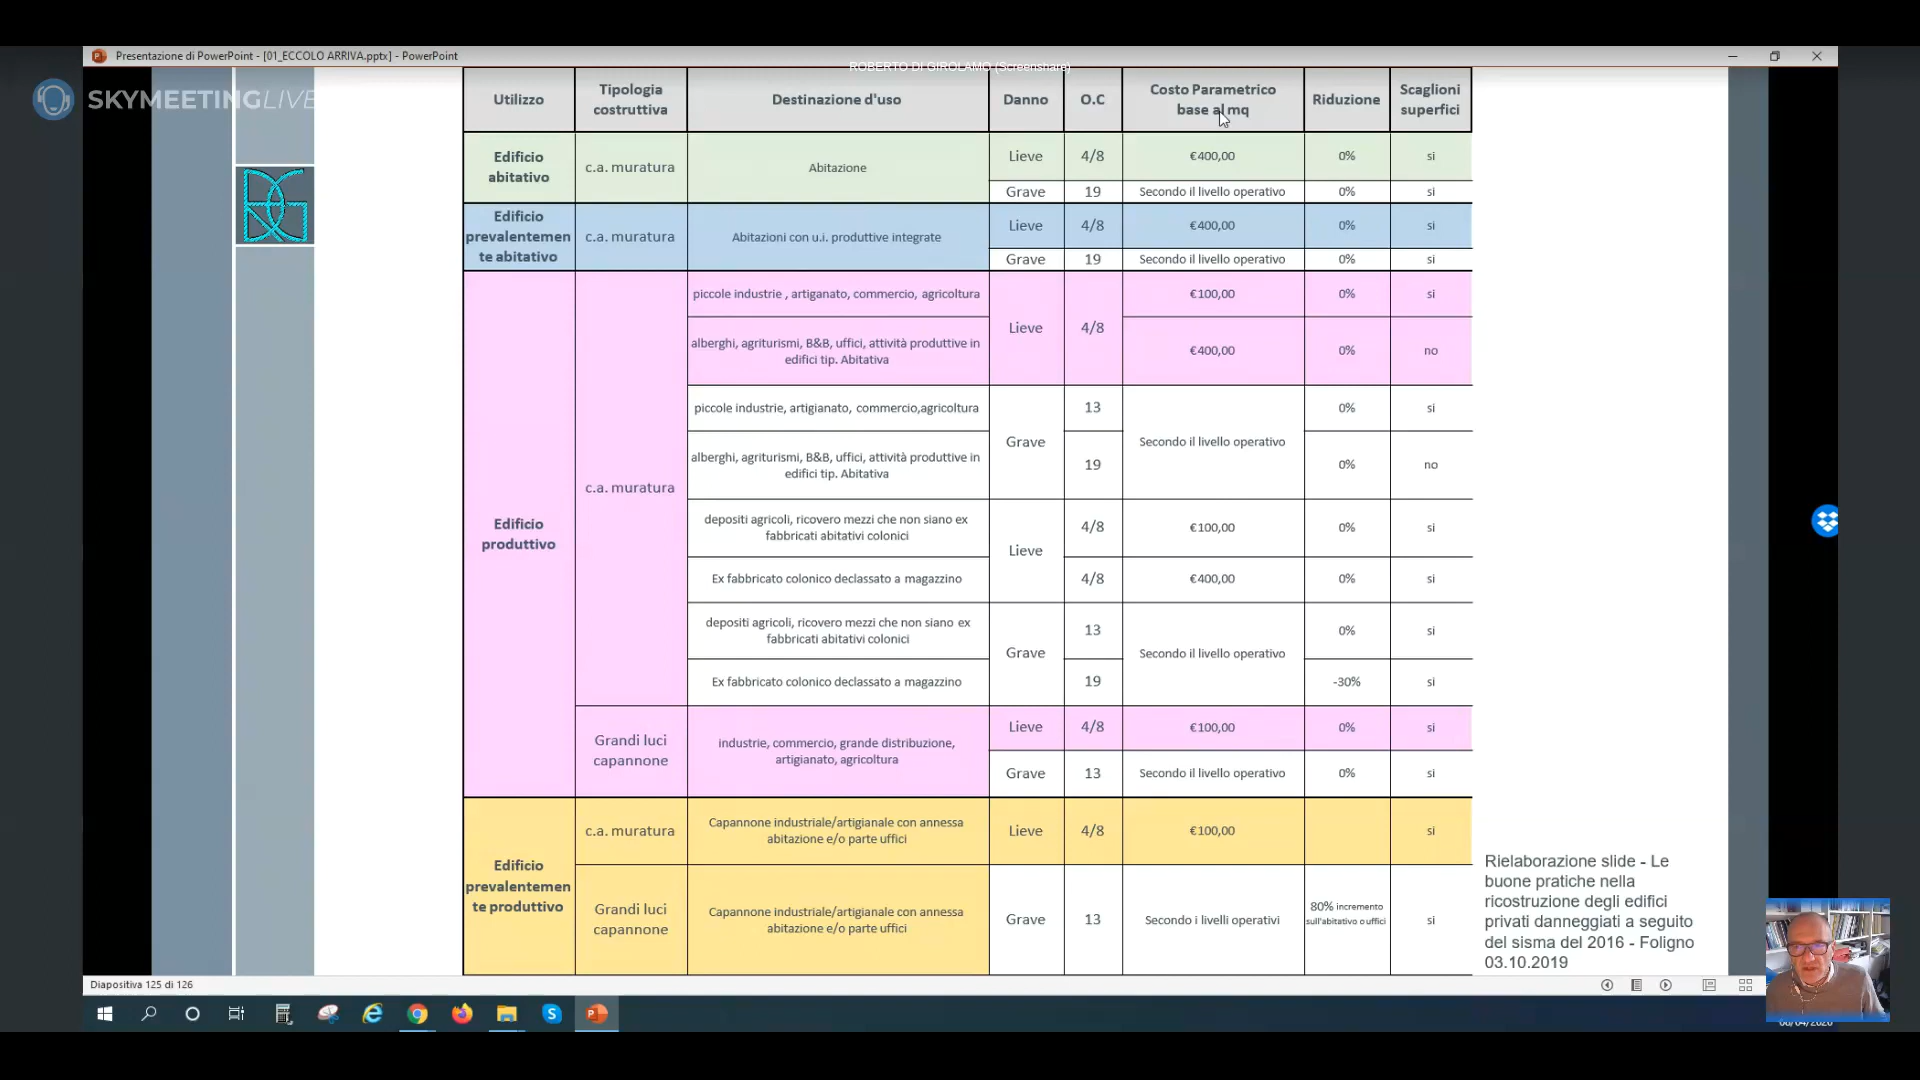 Presentazione di PowerPoint - [01_ECCOLO ARRIVA.pptx] - PowerPoint
ROBERTO DI GIROLAMO (Screenshare)
SKYMEETINGLIVE
Utilizzo
Tipologia
costruttiva
Destinazione d'uso
Danno
O.C
Costo Parametrico
base al mq
Riduzione
Scaglioni
superfici
Edificio
abitativo
c.a. muratura
Abitazione
Lieve
4/8
€400,00
0%
si
Grave
19
Secondo il livello operativo
0%
si
Edificio
prevalentemen
te abitativo
c.a. muratura
Abitazioni con u.i. produttive integrate
Lieve
4/8
€400,00
0%
si
Grave
19
Secondo il livello operativo
0%
si
Edificio
produttivo
c.a. muratura
piccole industrie , artiganato, commercio, agricoltura
Lieve
4/8
€100,00
0%
si
alberghi, agriturismi, B&B, uffici, attività produttive in
edifici tip. Abitativa
€400,00
0%
no
piccole industrie, artigianato, commercio,agricoltura
Grave
13
Secondo il livello operativo
0%
si
alberghi, agriturismi, B&B, uffici, attività produttive in
edifici tip. Abitativa
19
0%
no
depositi agricoli, ricovero mezzi che non siano ex
fabbricati abitativi colonici
Lieve
4/8
€100,00
0%
si
Ex fabbricato colonico declassato a magazzino
4/8
€400,00
0%
si
depositi agricoli, ricovero mezzi che non siano ex
fabbricati abitativi colonici
Grave
13
Secondo il livello operativo
0%
si
Ex fabbricato colonico declassato a magazzino
19
-30%
si
Grandi luci
capannone
industrie, commercio, grande distribuzione,
artigianato, agricoltura
Lieve
4/8
€100,00
0%
si
Grave
13
Secondo il livello operativo
0%
si
Edificio
prevalentemen
te produttivo
c.a. muratura
Capannone industriale/artigianale con annessa
abitazione e/o parte uffici
Lieve
4/8
€100,00
si
Grandi luci
capannone
Capannone industriale/artigianale con annessa
abitazione e/o parte uffici
Grave
13
Secondo i livelli operativi
80% incremento
sull'abitativo o uffici
si
Rielaborazione slide - Le
buone pratiche nella
ricostruzione degli edifici
privati danneggiati a seguito
del sisma del 2016 - Foligno
03.10.2019
Diapositiva 125 di 126